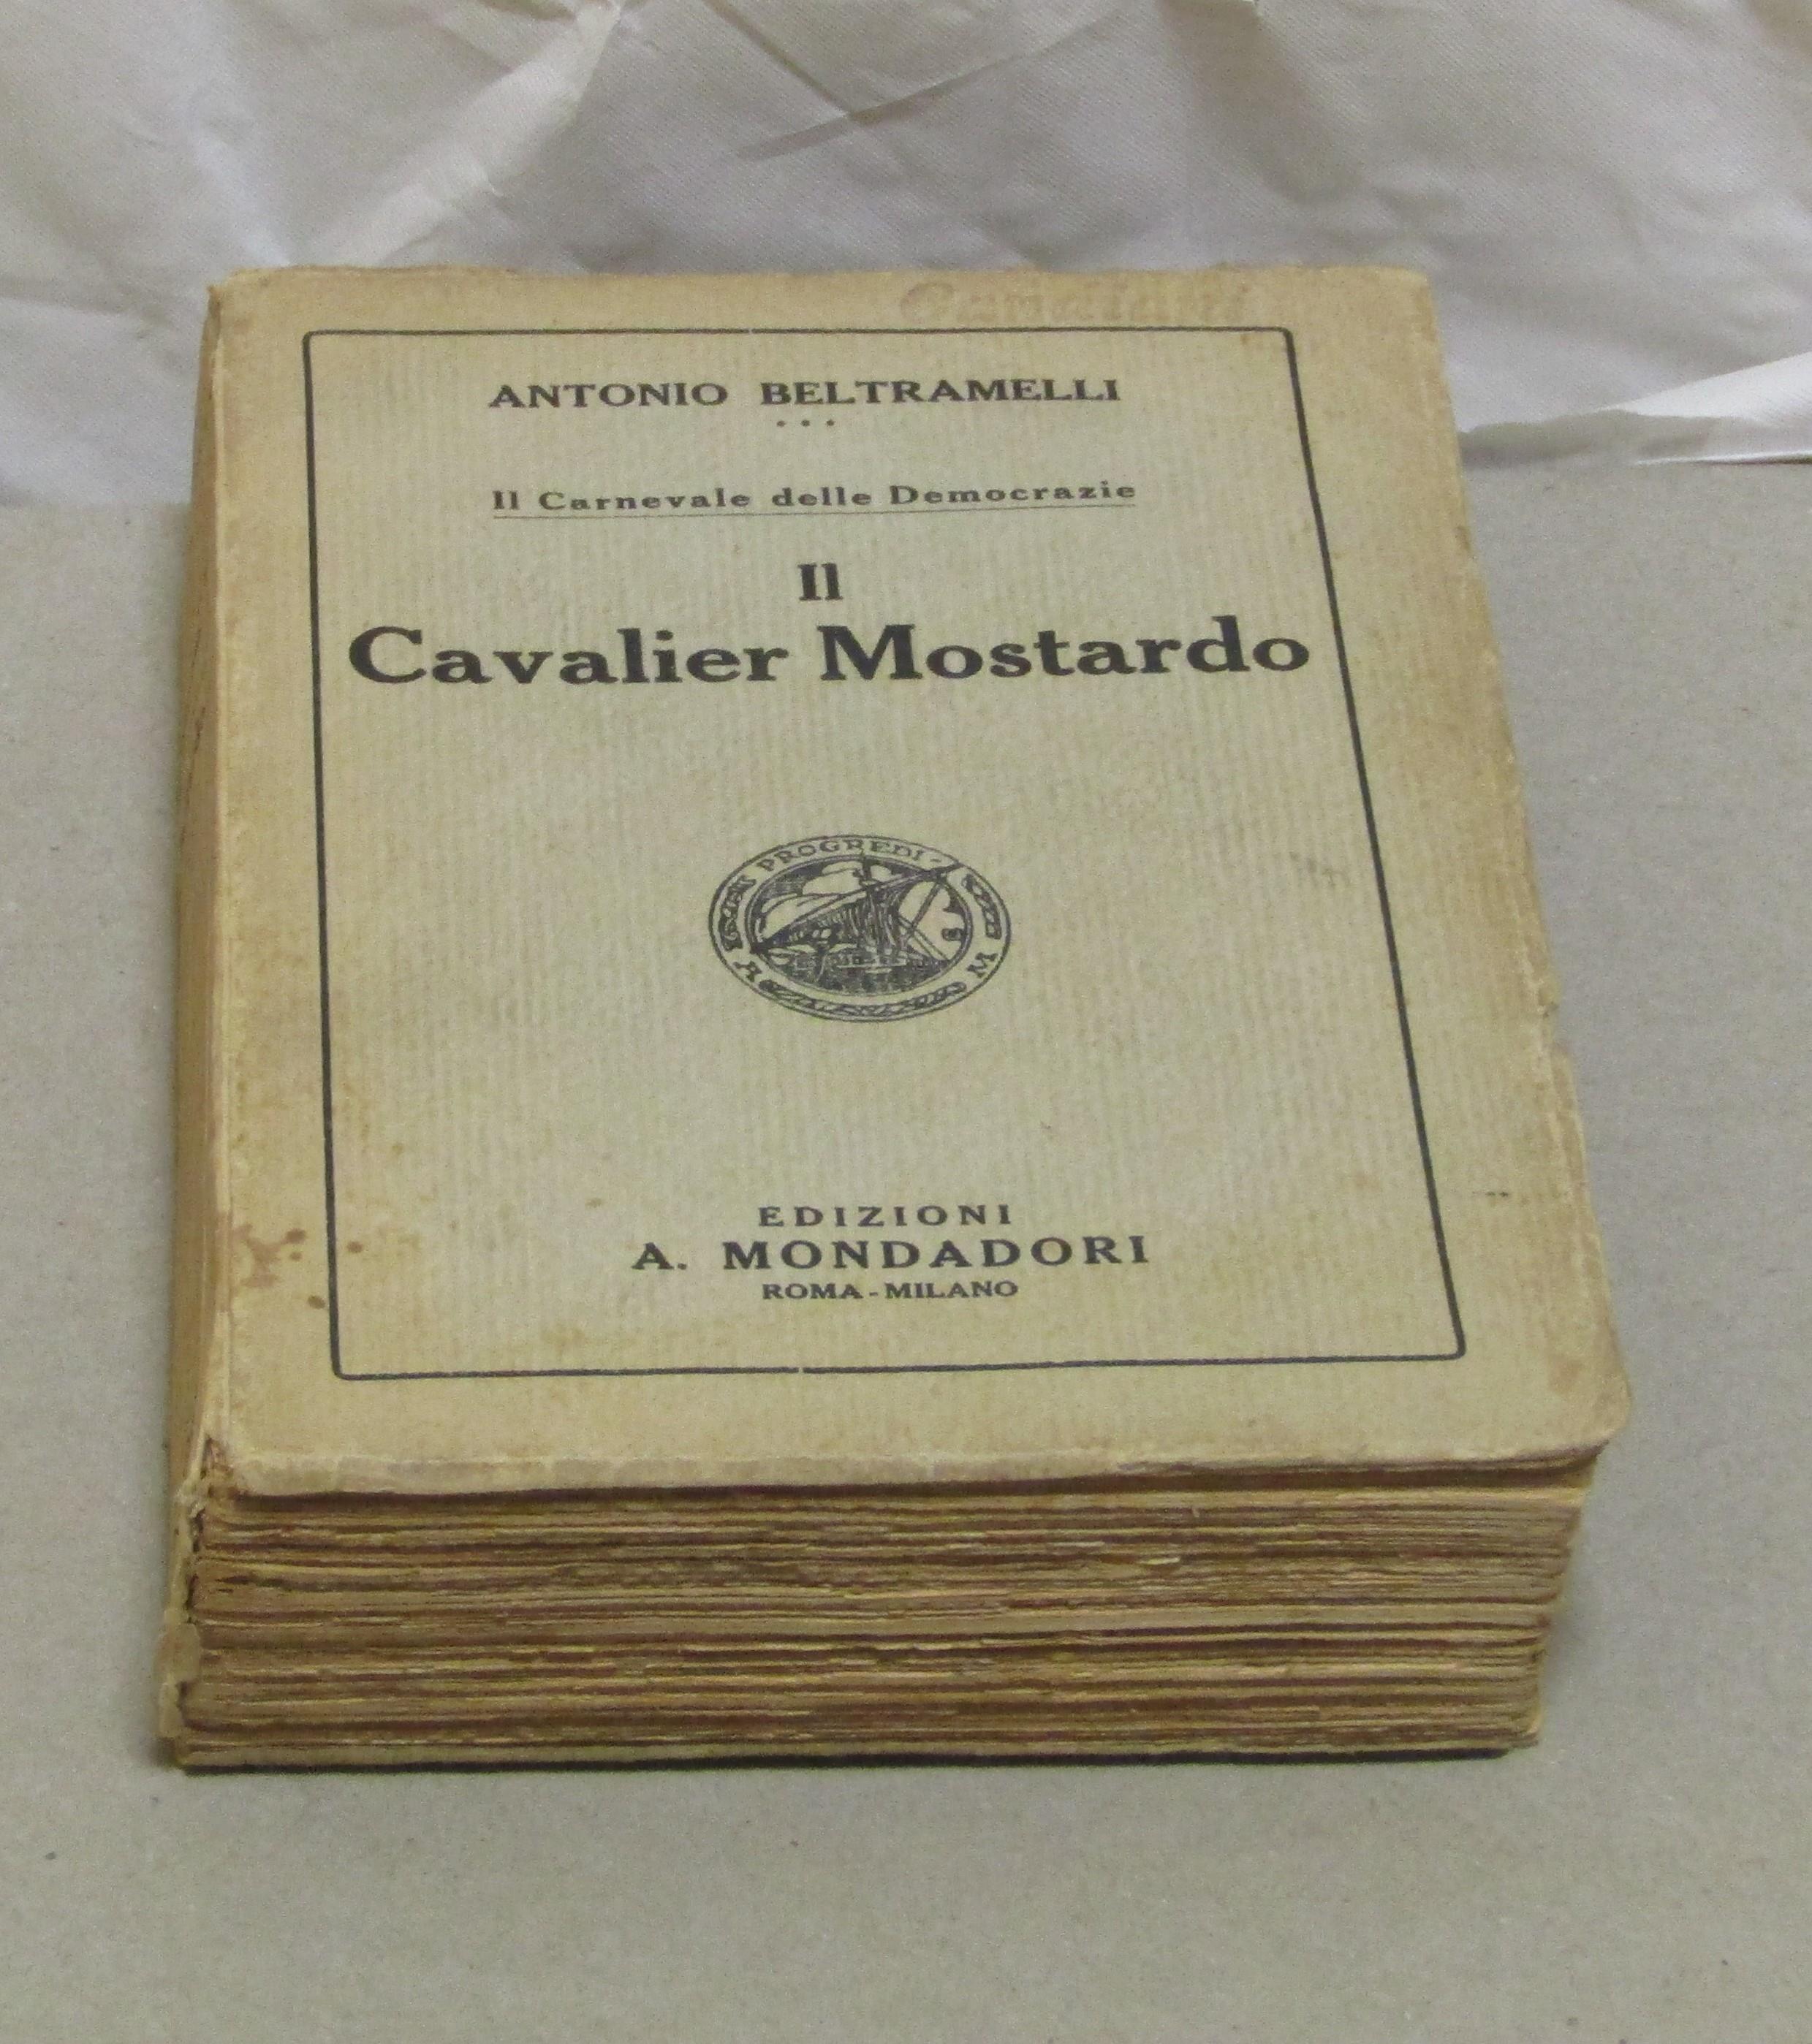 ANTONIO BELTRAMELLI
Il Carnevale delle Democrazie
Il
Cavalier Mostardo
PROGREDI
A M
EDIZIONI
A. MONDADORI
ROMA - MILANO